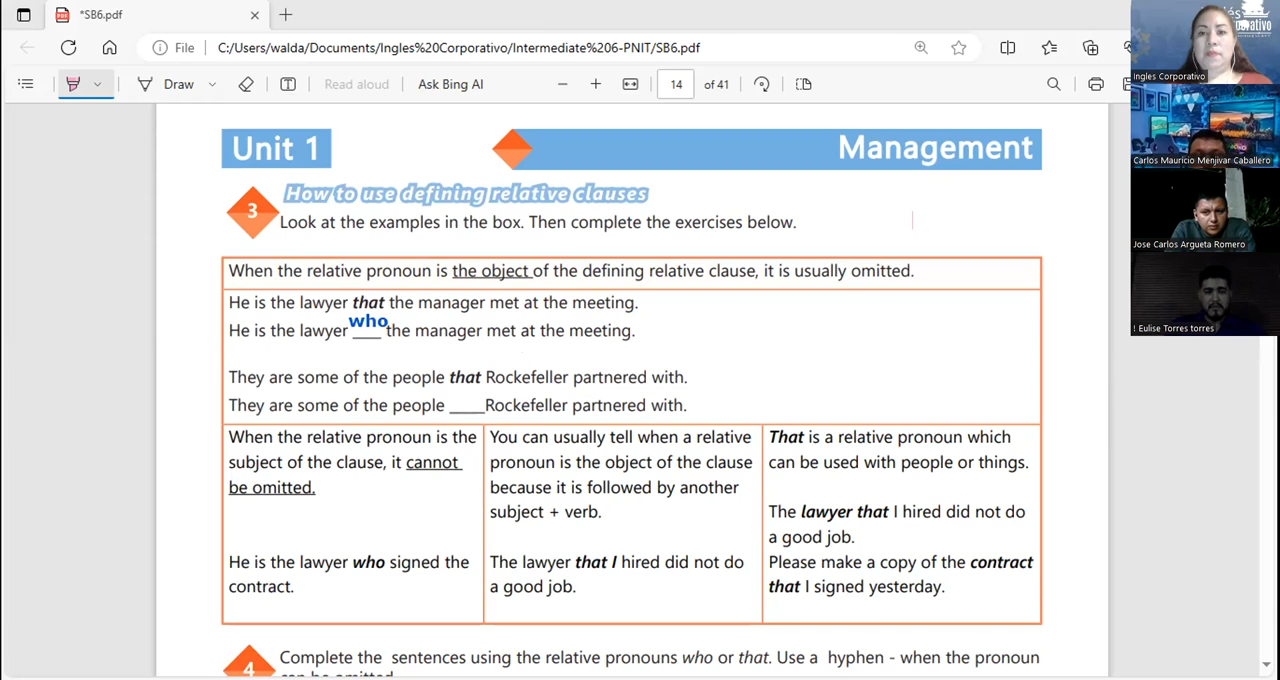 *SB6.pdf
File C:/Users/walda/Documents/Ingles%20Corporativo/Intermediate%206-PNIT/SB6.pdf
Draw Read aloud Ask Bing AI 14 of 41
Unit 1 Management
How to use defining relative clauses
3
Look at the examples in the box. Then complete the exercises below.
When the relative pronoun is the object of the defining relative clause, it is usually omitted.
He is the lawyer that the manager met at the meeting.
who
He is the lawyer ___ the manager met at the meeting.
They are some of the people that Rockefeller partnered with.
They are some of the people ____Rockefeller partnered with.
When the relative pronoun is the
subject of the clause, it cannot
be omitted.
He is the lawyer who signed the
contract.
You can usually tell when a relative
pronoun is the object of the clause
because it is followed by another
subject + verb.
The lawyer that I hired did not do
a good job.
That is a relative pronoun which
can be used with people or things.
The lawyer that I hired did not do
a good job.
Please make a copy of the contract
that I signed yesterday.
4
Complete the sentences using the relative pronouns who or that. Use a hyphen - when the pronoun
can be omitted
Ingles Corporativo
Carlos Mauricio Menjivar Caballero
Jose Carlos Argueta Romero
! Eulise Torres torres